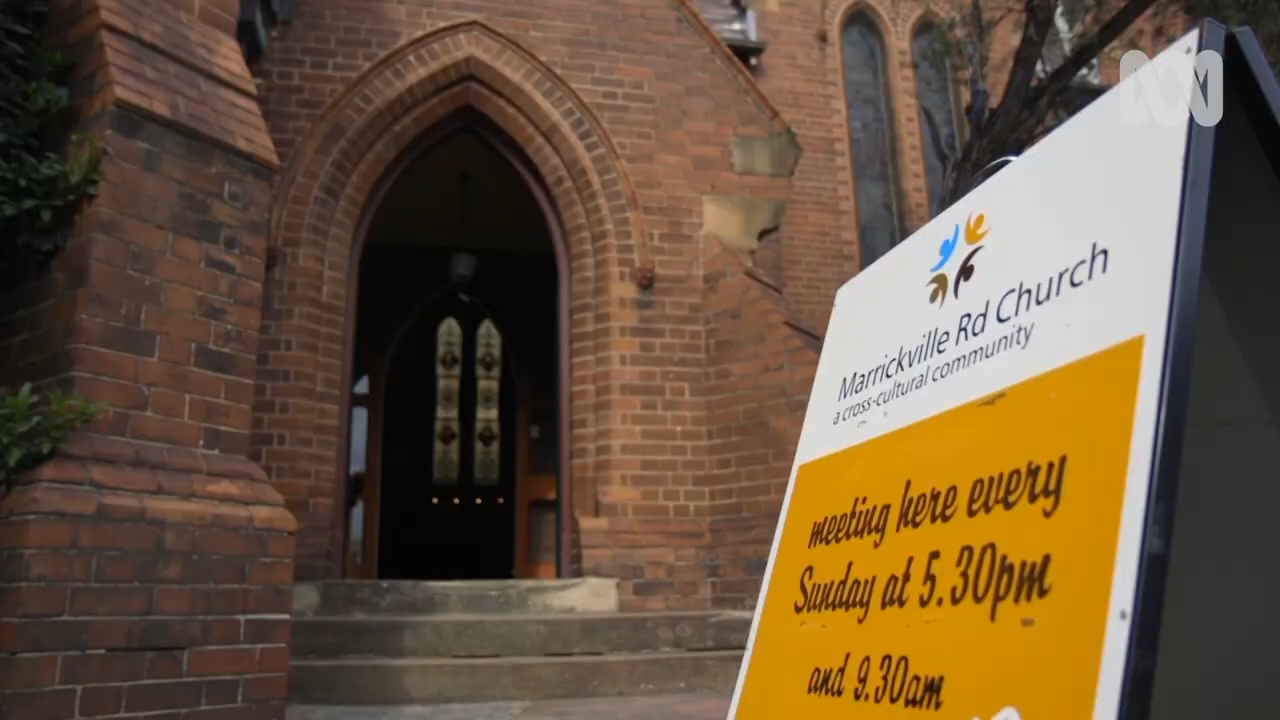 Marrickville Rd Church
a cross-cultural community
meeting here every
Sunday at 5.30pm
and 9.30am